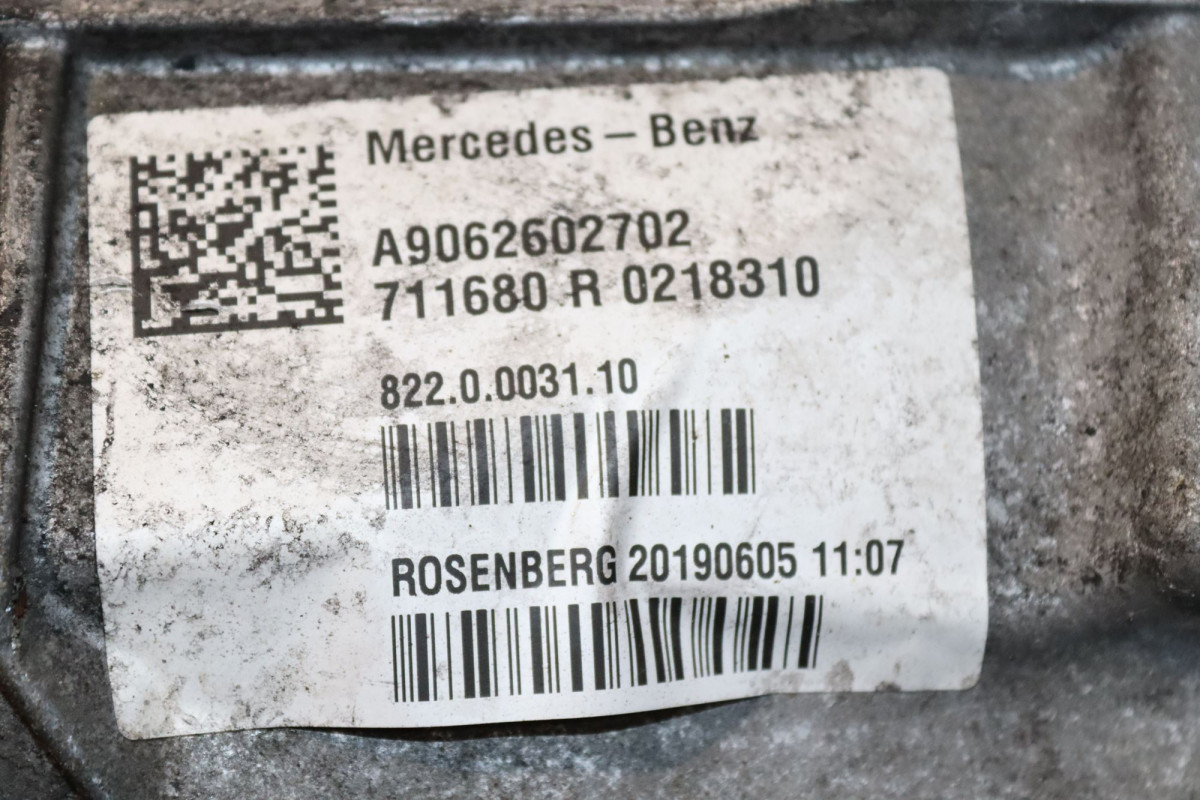 Mercedes – Benz
A9062602702
711680 R 0218310
822.0.0031.10
ROSENBERG 20190605 11:07